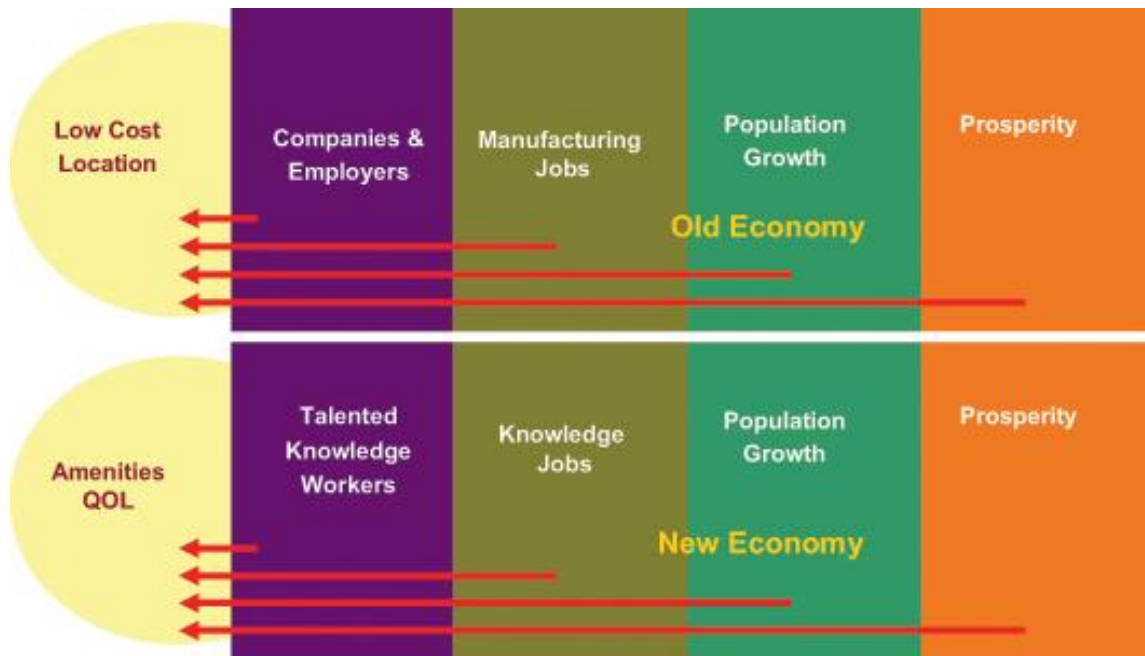 Low Cost
Location
Companies &
Employers
Manufacturing
Jobs
Population
Growth
Prosperity
Old Economy
Amenities
QOL
Talented
Knowledge
Workers
Knowledge
Jobs
Population
Growth
Prosperity
New Economy